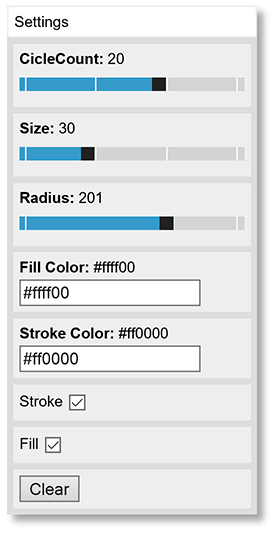 Settings
CicleCount: 20
Size: 30
Radius: 201
Fill Color: #ffff00
#ffff00
Stroke Color: #ff0000
#ff0000
Stroke
Fill
Clear